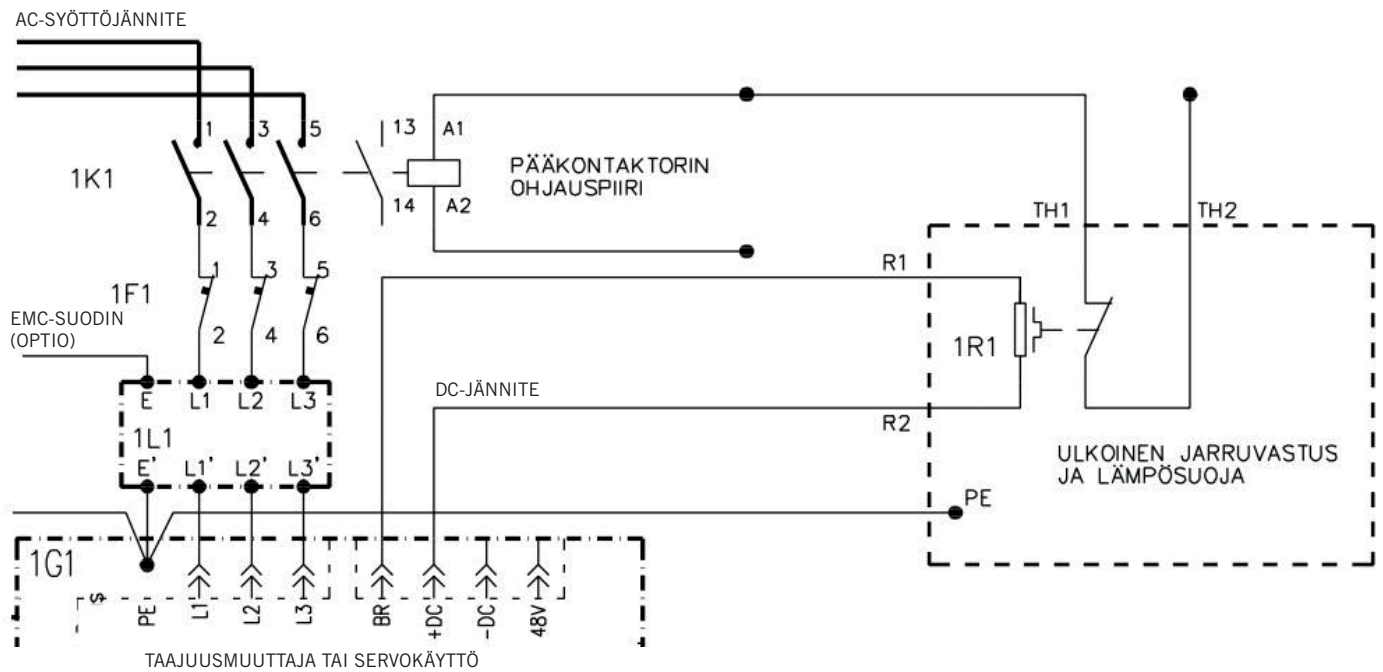 AC-SYÖTTÖJÄNNITE
1 3 5 13 A1
1K1
PÄÄKONTAKTORIN
OHJAUSPIIRI
2 4 6 14 A2
TH1 TH2
1 3 5
R1
1F1
EMC-SUODIN
(OPTIO)
2 4 6
1R1
E L1 L2 L3
DC-JÄNNITE
R2
1L1
E' L1' L2' L3'
ULKOINEN JARRUVASTUS
JA LÄMPÖSUOJA
PE
1G1
PE L1 L2 L3 BR +DC -DC 48V
TAAJUUSMUUTTAJA TAI SERVOKÄYTTÖ